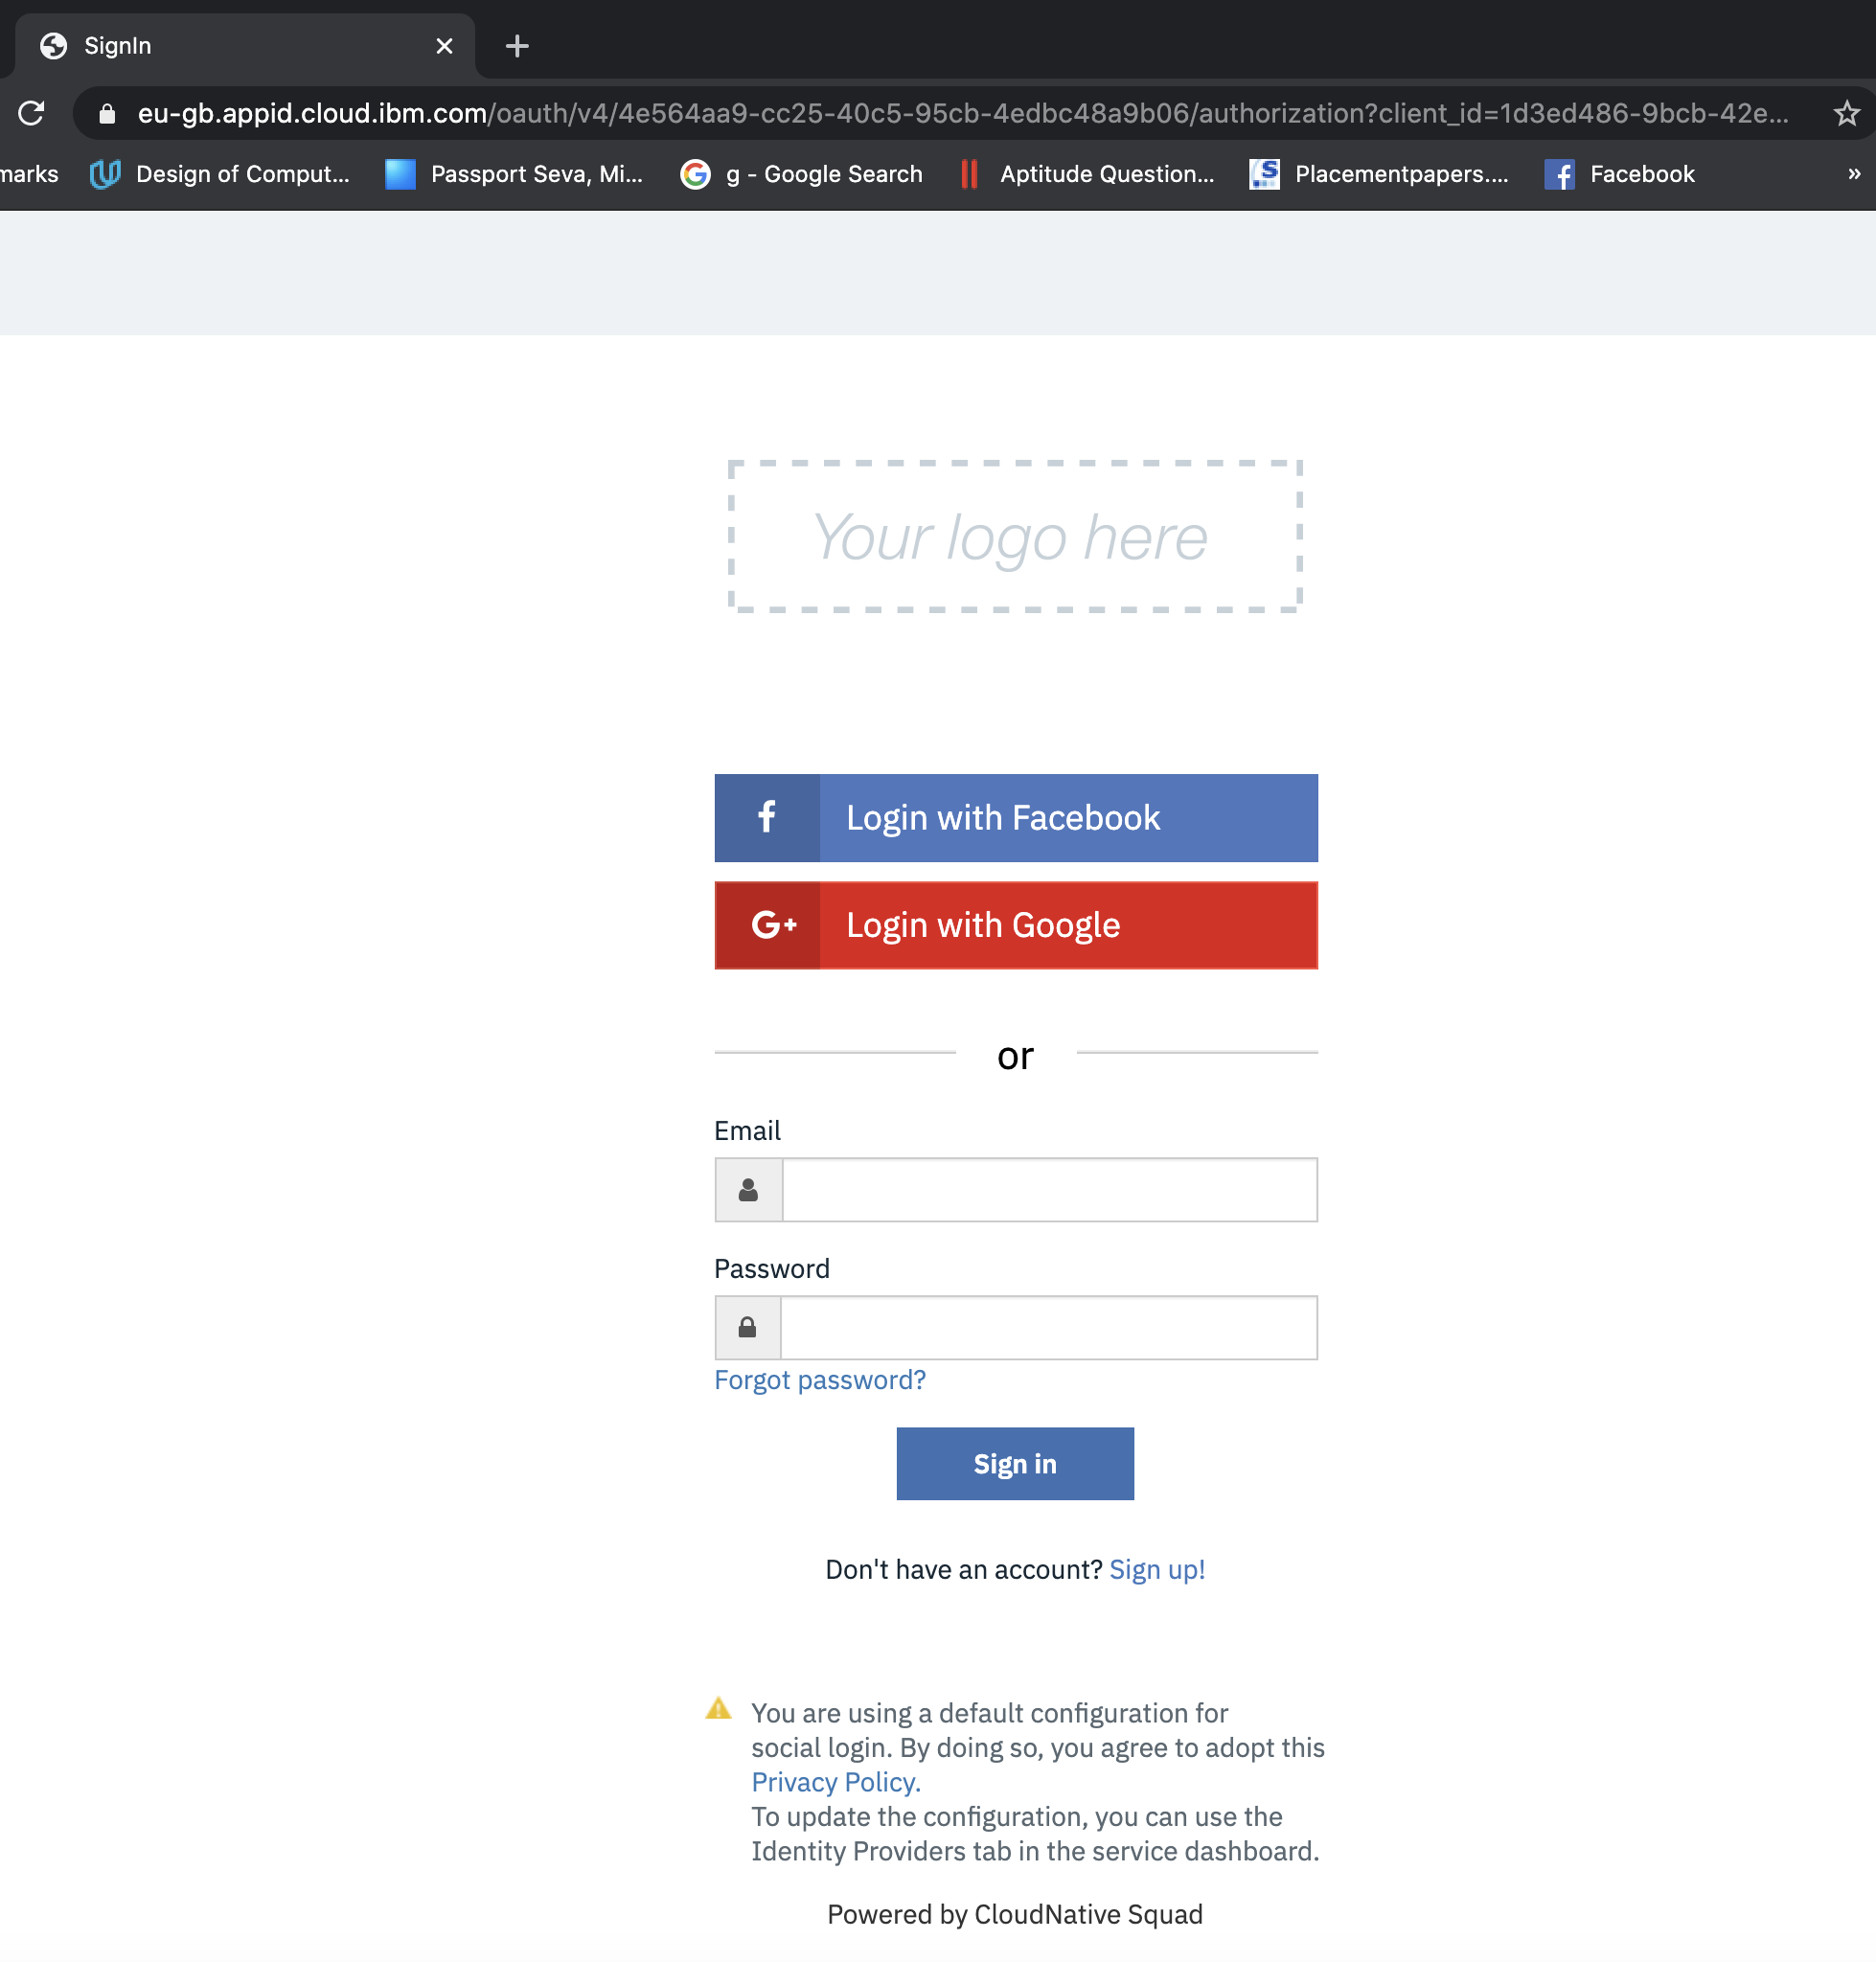 SignIn
eu-gb.appid.cloud.ibm.com/oauth/v4/4e564aa9-cc25-40c5-95cb-4edbc48a9b06/authorization?client_id=1d3ed486-9bcb-42e...
marks Design of Comput... Passport Seva, Mi... g - Google Search Aptitude Question... Placementpapers.... Facebook »
Your logo here
f Login with Facebook
G+ Login with Google
or
Email
Password
Forgot password?
Sign in
Don't have an account? Sign up!
You are using a default configuration for
social login. By doing so, you agree to adopt this
Privacy Policy.
To update the configuration, you can use the
Identity Providers tab in the service dashboard.
Powered by CloudNative Squad